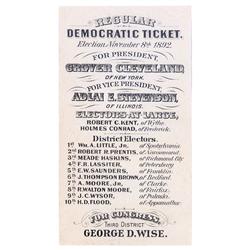 REGULAR
DEMOCRATIC TICKET.
Election November 8th 1892.
FOR PRESIDENT,
GROVER CLEVELAND,
OF NEW YORK.
FOR VICE PRESIDENT,
ADLAI E. STEVENSON,
OF ILLINOIS.
ELECTORS AT LARGE,
ROBERT C. KENT, of Wythe.
HOLMES CONRAD, of Frederick.
District Electors.
1st WM. A. LITTLE, JR., of Spotsylvania
2nd ROBERT R. PRENTIS, of Nansemond
3rd MEADE HASKINS, of Richmond City
4th F. R. LASSITER, of Petersburg
5th E. W. SAUNDERS, of Franklin
6th J. THOMPSON BROWN, of Bedford
7th A. MOORE, JR., of Clarke.
8th R. WALTON MOORE, of Fairfax.
9th J. C. WYSOR, of Pulaski.
10th H. D. FLOOD, of Appomattox
FOR CONGRESS,
THIRD DISTRICT
GEORGE D. WISE.